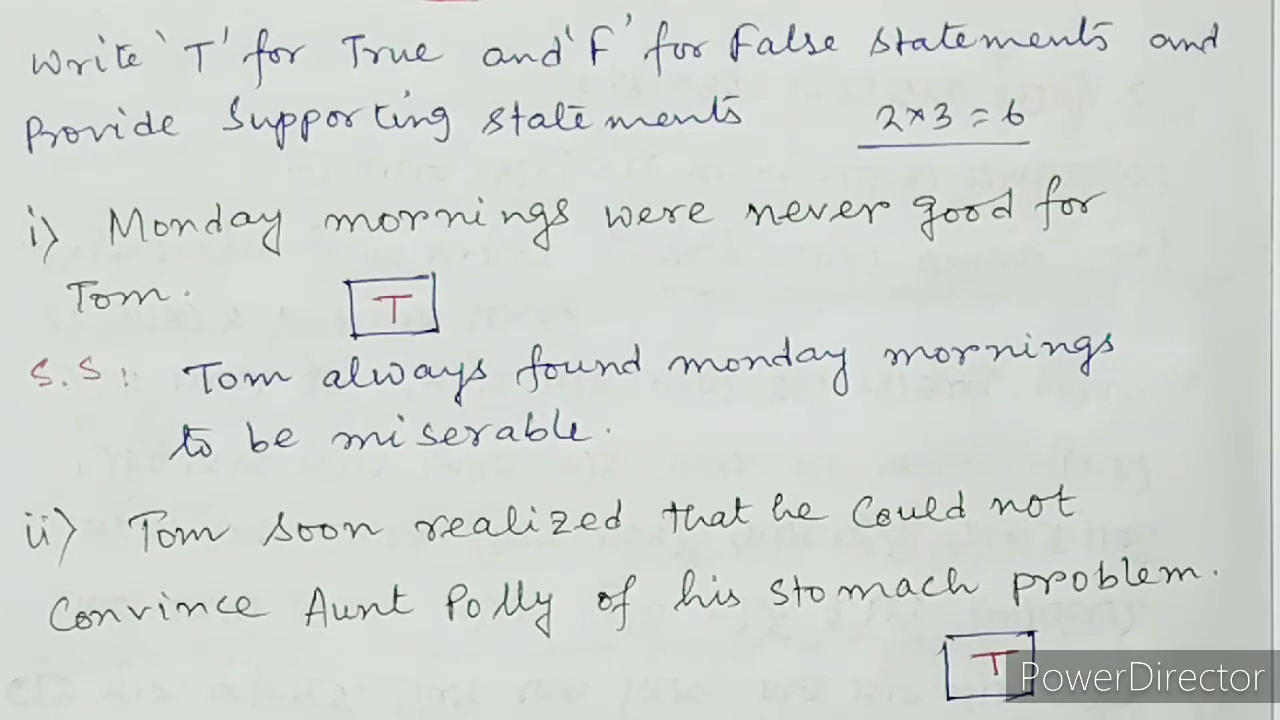 Write 'T' for True and 'F' for False statements and
Provide Supporting statements 2×3=6
i) Monday mornings were never good for
Tom. T
S.S: Tom always found monday mornings
to be miserable.
ii) Tom soon realized that he Could not
Convince Aunt Polly of his stomach problem.
T
PowerDirector